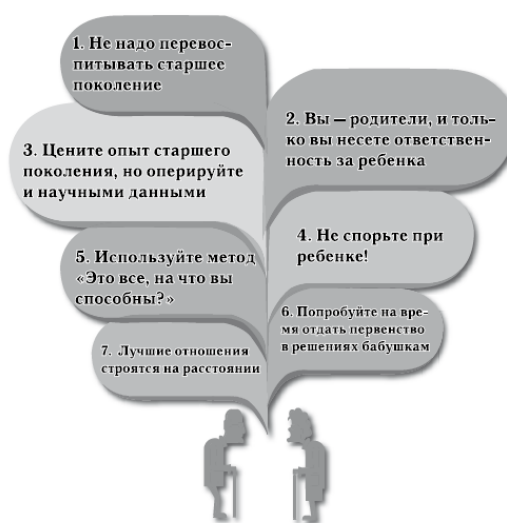 1. Не надо перевос-
питывать старшее
поколение
2. Вы — родители, и толь-
ко вы несете ответствен-
ность за ребенка
3. Цените опыт старшего
поколения, но оперируйте
и научными данными
4. Не спорьте при
ребенке!
5. Используйте метод
«Это все, на что вы
способны?»
6. Попробуйте на вре-
мя отдать первенство
в решениях бабушкам
7. Лучшие отношения
строятся на расстоянии